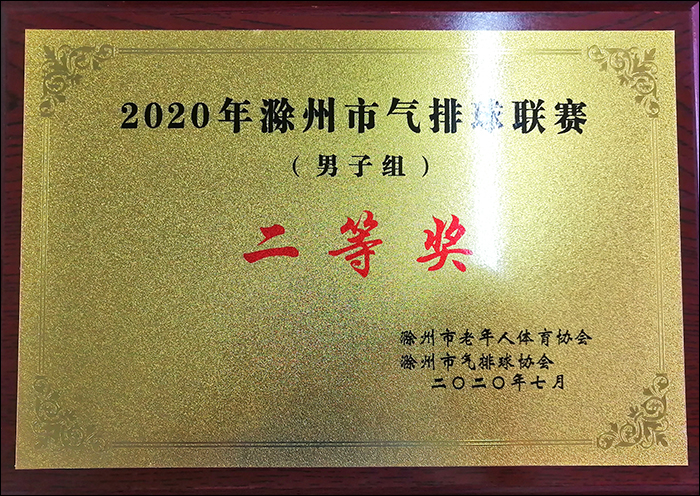 2020年滁州市气排球联赛
（男子组）
二等奖
滁州市老年人体育协会
滁州市气排球协会
二〇二〇年七月